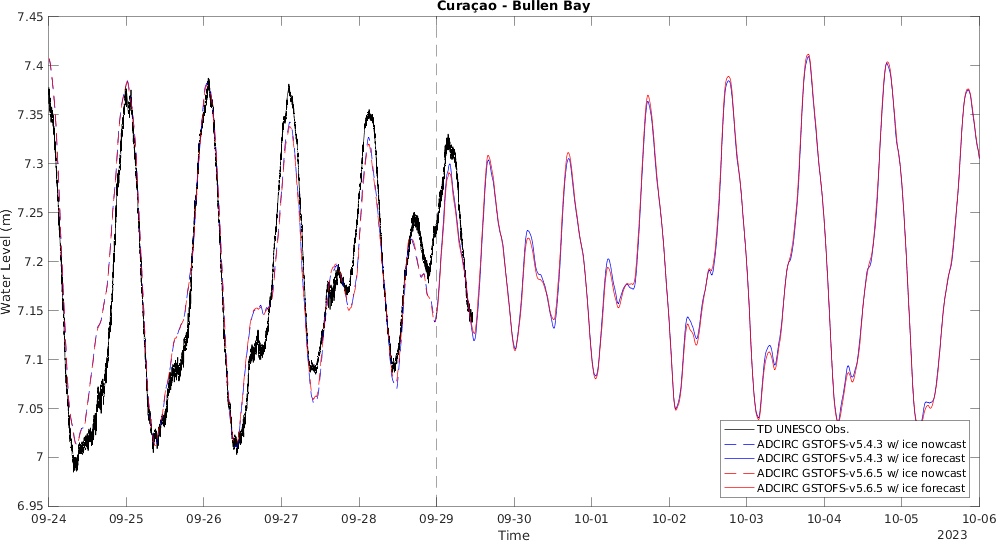 Curaçao - Bullen Bay
Water Level (m)
7.45
7.4
7.35
7.3
7.25
7.2
7.15
7.1
7.05
7
6.95
TD UNESCO Obs.
ADCIRC GSTOFS-v5.4.3 w/ ice nowcast
ADCIRC GSTOFS-v5.4.3 w/ ice forecast
ADCIRC GSTOFS-v5.6.5 w/ ice nowcast
ADCIRC GSTOFS-v5.6.5 w/ ice forecast
09-24 09-25 09-26 09-27 09-28 09-29 09-30 10-01 10-02 10-03 10-04 10-05 10-06
Time
2023